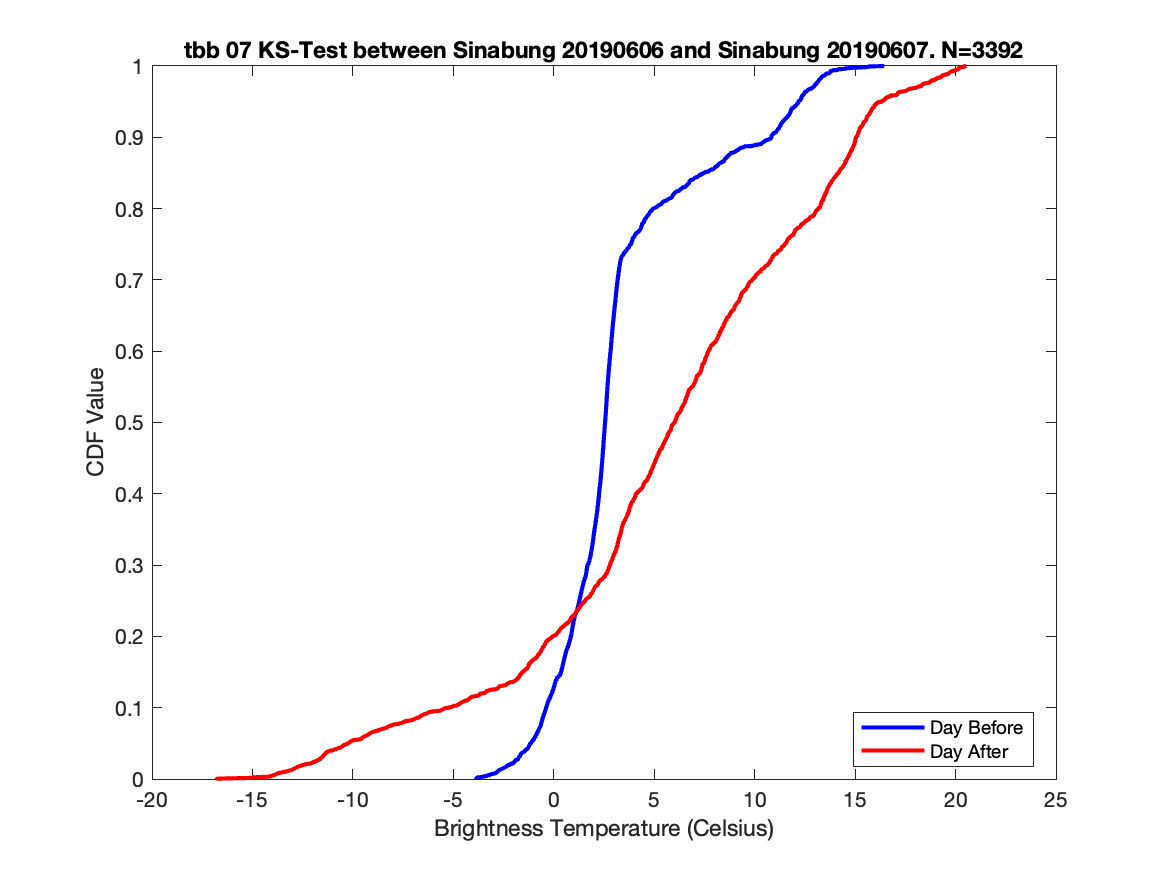 tbb 07 KS-Test between Sinabung 20190606 and Sinabung 20190607. N=3392
1
0.9
0.8
0.7
0.6
0.5
0.4
0.3
0.2
0.1
0
CDF Value
Day Before
Day After
-20 -15 -10 -5 0 5 10 15 20 25
Brightness Temperature (Celsius)